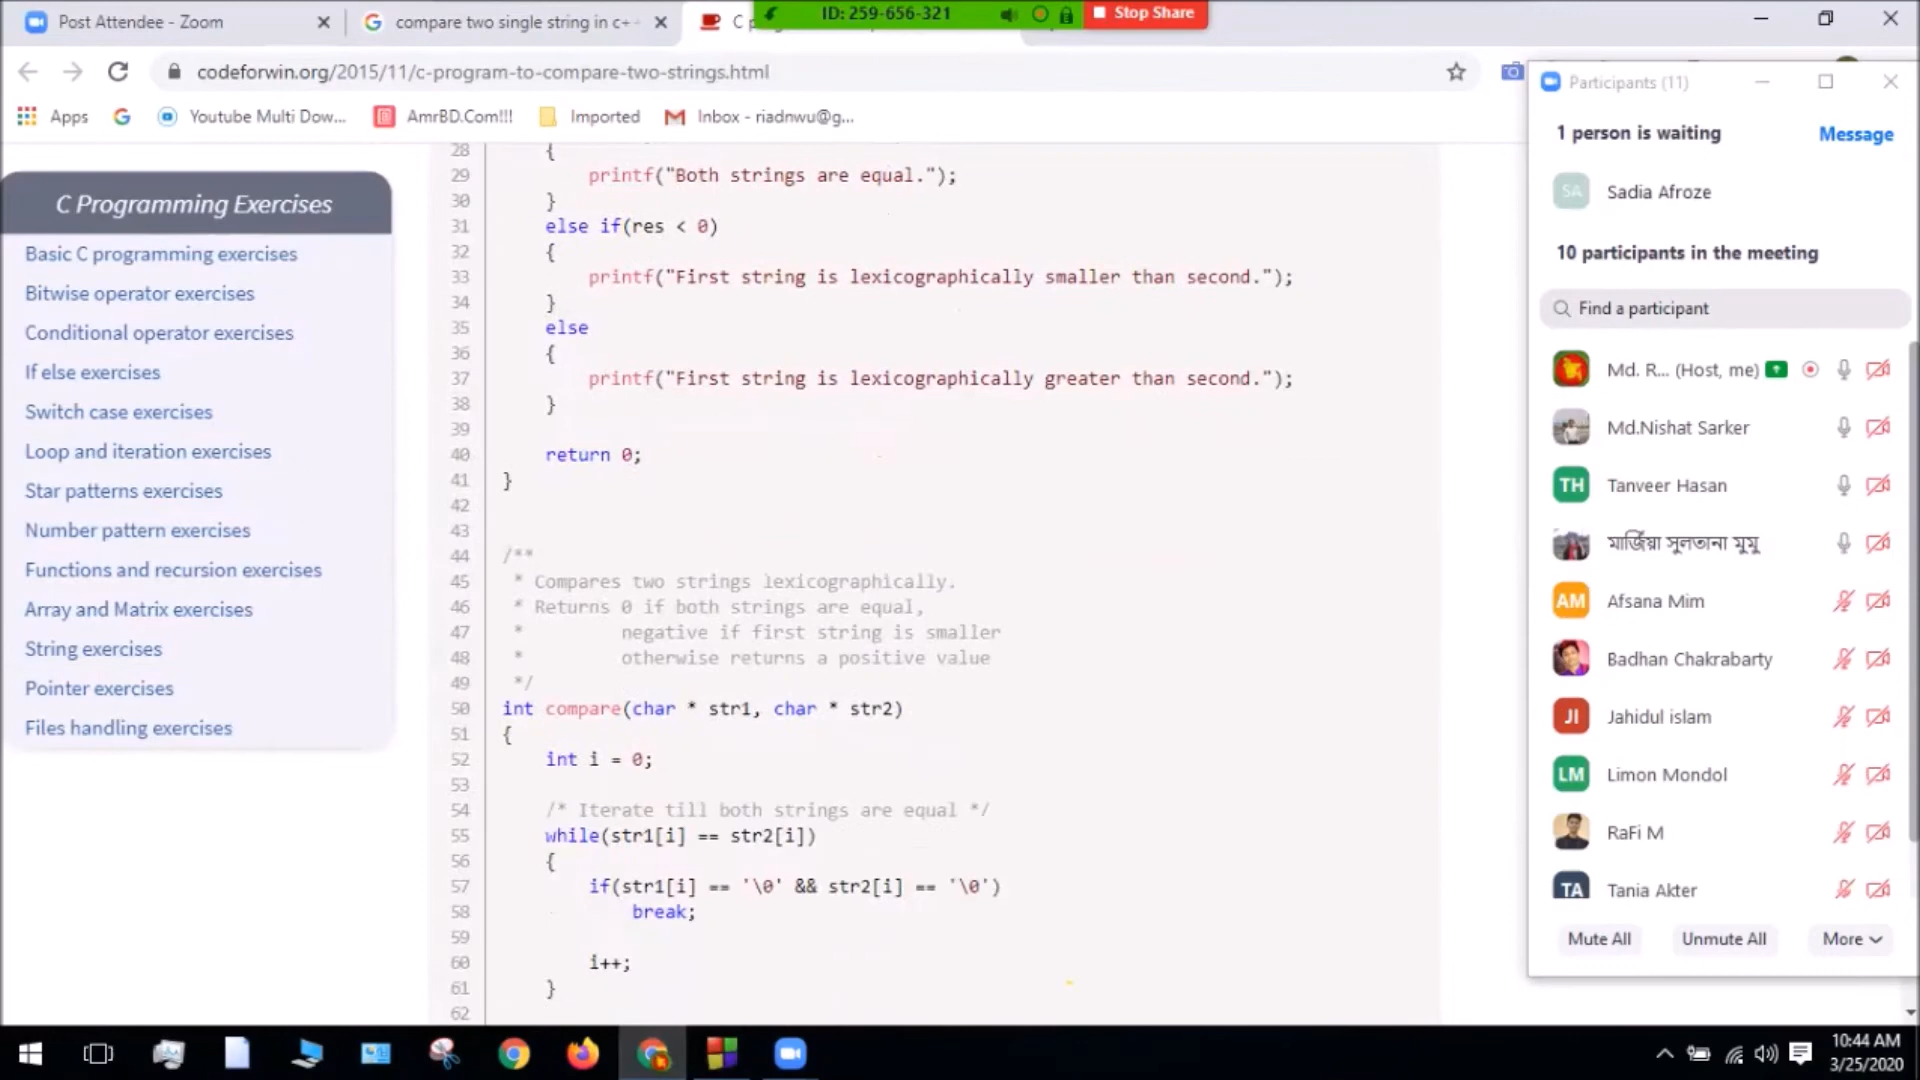 Post Attendee - Zoom
compare two single string in c+
ID: 259-656-321
Stop Share
codeforwin.org/2015/11/c-program-to-compare-two-strings.html
Apps
Youtube Multi Dow...
AmrBD.Com!!!
Imported
Inbox - riadnwu@g...
C Programming Exercises
Basic C programming exercises
Bitwise operator exercises
Conditional operator exercises
If else exercises
Switch case exercises
Loop and iteration exercises
Star patterns exercises
Number pattern exercises
Functions and recursion exercises
Array and Matrix exercises
String exercises
Pointer exercises
Files handling exercises
28 {
29 printf("Both strings are equal.");
30 }
31 else if(res < 0)
32 {
33 printf("First string is lexicographically smaller than second.");
34 }
35 else
36 {
37 printf("First string is lexicographically greater than second.");
38 }
39
40 return 0;
41 }
42
43
44 /**
45 * Compares two strings lexicographically.
46 * Returns 0 if both strings are equal,
47 * negative if first string is smaller
48 * otherwise returns a positive value
49 */
50 int compare(char * str1, char * str2)
51 {
52 int i = 0;
53
54 /* Iterate till both strings are equal */
55 while(str1[i] == str2[i])
56 {
57 if(str1[i] == '\0' && str2[i] == '\0')
58 break;
59
60 i++;
61 }
62
Participants (11)
1 person is waiting
Message
SA Sadia Afroze
10 participants in the meeting
Find a participant
Md. R... (Host, me)
Md.Nishat Sarker
TH Tanveer Hasan
মার্জিয়া সুলতানা মুমু
AM Afsana Mim
Badhan Chakrabarty
JI Jahidul islam
LM Limon Mondol
RaFi M
TA Tania Akter
Mute All
Unmute All
More
10:44 AM
3/25/2020